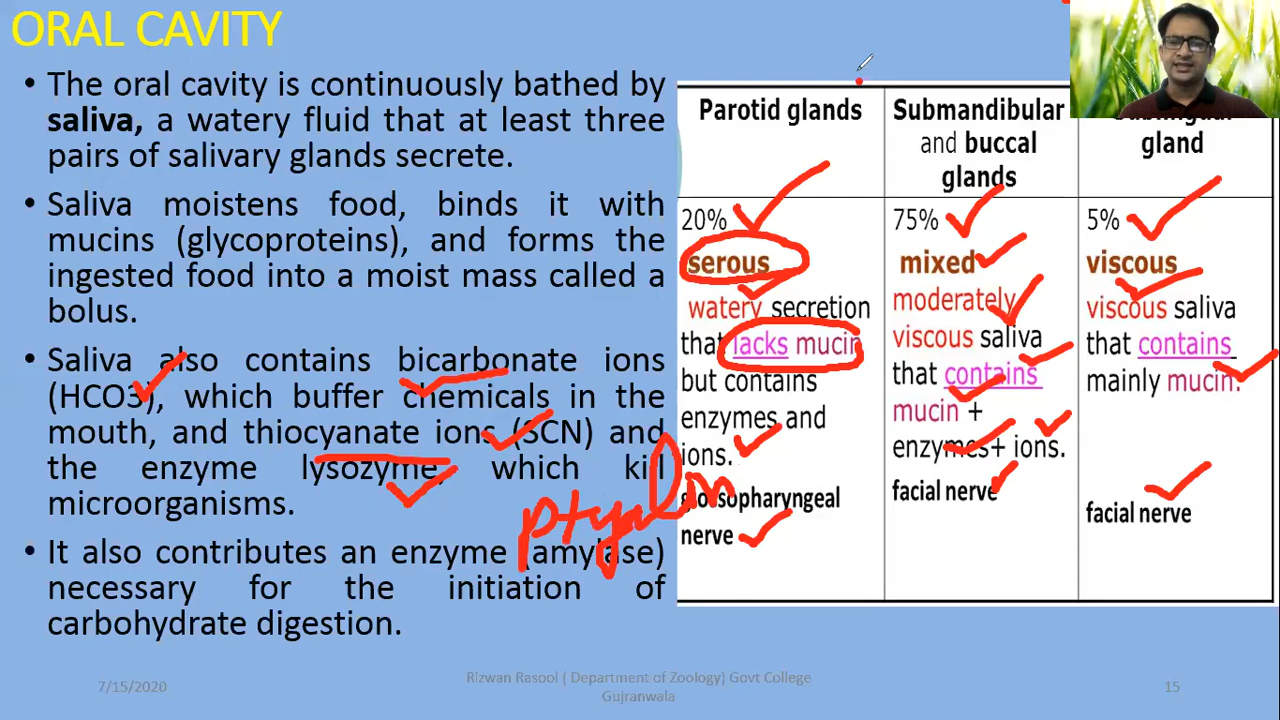 ORAL CAVITY
• The oral cavity is continuously bathed by
saliva, a watery fluid that at least three
pairs of salivary glands secrete.
• Saliva moistens food, binds it with
mucins (glycoproteins), and forms the
ingested food into a moist mass called a
bolus.
• Saliva also contains bicarbonate ions
(HCO3), which buffer chemicals in the
mouth, and thiocyanate ions (SCN) and
the enzyme lysozyme, which kill
microorganisms.
• It also contributes an enzyme (amylase)
necessary for the initiation of
carbohydrate digestion.
ptyalin
Parotid glands
20%
serous
watery secretion
that lacks mucin
but contains
enzymes and
ions.
glossopharyngeal
nerve
Submandibular
and buccal
glands
75%
mixed
moderately
viscous saliva
that contains
mucin +
enzymes+ ions.
facial nerve
gland
5%
viscous
viscous saliva
that contains
mainly mucin.
facial nerve
7/15/2020
Rizwan Rasool ( Department of Zoology) Govt College
Gujranwala
15